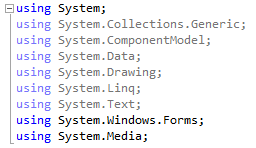 using System;
using System.Collections.Generic;
using System.ComponentModel;
using System.Data;
using System.Drawing;
using System.Linq;
using System.Text;
using System.Windows.Forms;
using System.Media;